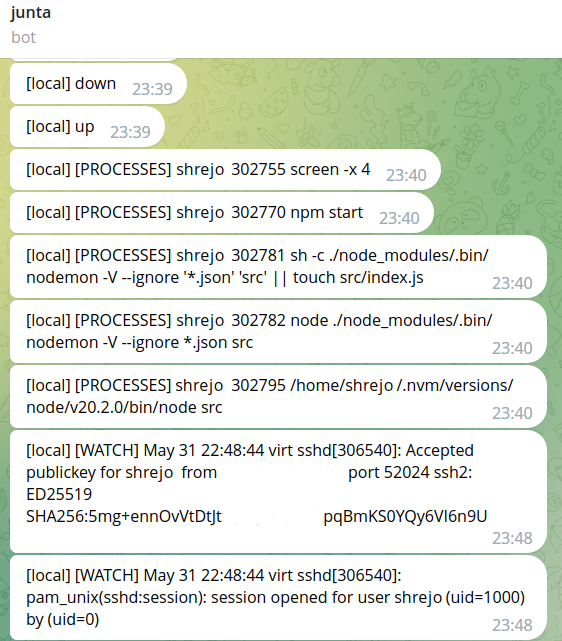 junta
bot
[local] down 23:39
[local] up 23:39
[local] [PROCESSES] shrejo 302755 screen -x 4 23:40
[local] [PROCESSES] shrejo 302770 npm start 23:40
[local] [PROCESSES] shrejo 302781 sh -c ./node_modules/.bin/
nodemon -V --ignore '*.json' 'src' || touch src/index.js
23:40
[local] [PROCESSES] shrejo 302782 node ./node_modules/.bin/
nodemon -V --ignore *.json src
23:40
[local] [PROCESSES] shrejo 302795 /home/shrejo /.nvm/versions/
node/v20.2.0/bin/node src
23:40
[local] [WATCH] May 31 22:48:44 virt sshd[306540]: Accepted
publickey for shrejo from port 52024 ssh2:
ED25519
SHA256:5mg+ennOvVtDtJt pqBmKS0YQy6Vl6n9U
23:48
[local] [WATCH] May 31 22:48:44 virt sshd[306540]:
pam_unix(sshd:session): session opened for user shrejo (uid=1000)
by (uid=0)
23:48